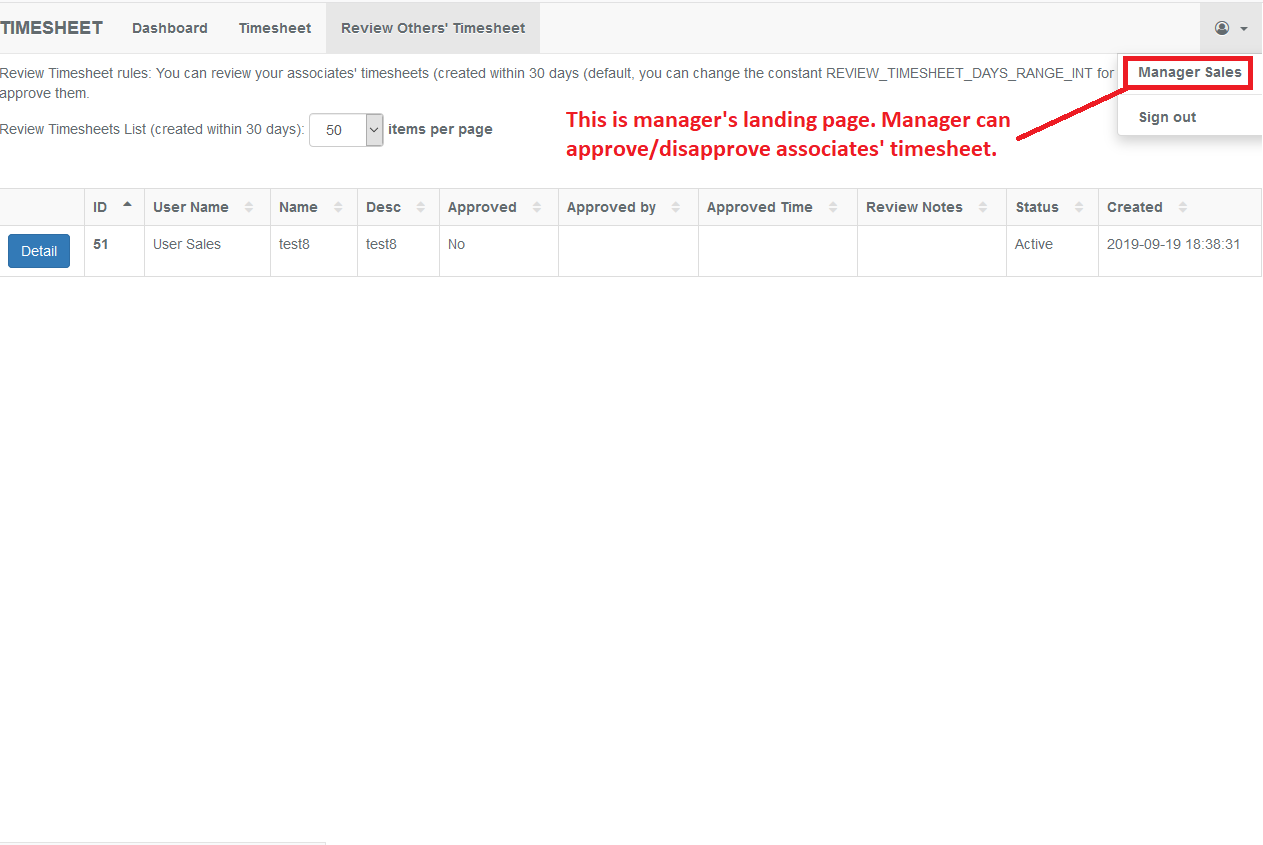 TIMESHEET Dashboard Timesheet Review Others' Timesheet
Review Timesheet rules: You can review your associates' timesheets (created within 30 days (default, you can change the constant REVIEW_TIMESHEET_DAYS_RANGE_INT for
approve them.
Manager Sales
Sign out
Review Timesheets List (created within 30 days): 50 items per page
This is manager's landing page. Manager can
approve/disapprove associates' timesheet.
ID User Name Name Desc Approved Approved by Approved Time Review Notes Status Created
Detail 51 User Sales test8 test8 No Active 2019-09-19 18:38:31